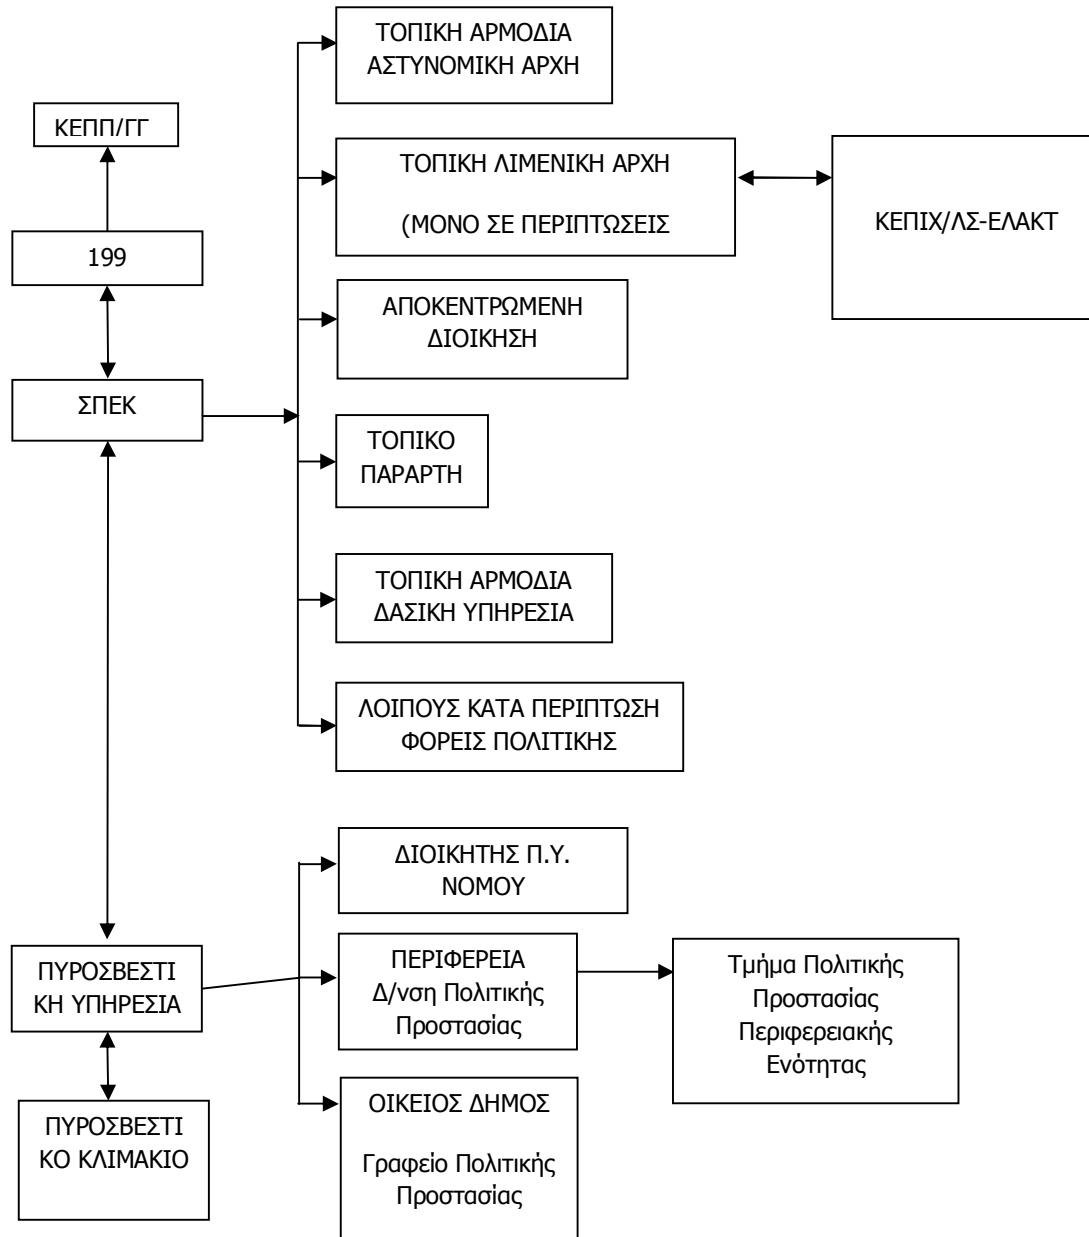 ΤΟΠΙΚΗ ΑΡΜΟΔΙΑ
ΑΣΤΥΝΟΜΙΚΗ ΑΡΧΗ
ΚΕΠΠ/ΓΓ
ΤΟΠΙΚΗ ΛΙΜΕΝΙΚΗ ΑΡΧΗ
(ΜΟΝΟ ΣΕ ΠΕΡΙΠΤΩΣΕΙΣ
ΚΕΠΙΧ/ΛΣ-ΕΛΑΚΤ
199
ΑΠΟΚΕΝΤΡΩΜΕΝΗ
ΔΙΟΙΚΗΣΗ
ΣΠΕΚ
ΤΟΠΙΚΟ
ΠΑΡΑΡΤΗ
ΤΟΠΙΚΗ ΑΡΜΟΔΙΑ
ΔΑΣΙΚΗ ΥΠΗΡΕΣΙΑ
ΛΟΙΠΟΥΣ ΚΑΤΑ ΠΕΡΙΠΤΩΣΗ
ΦΟΡΕΙΣ ΠΟΛΙΤΙΚΗΣ
ΔΙΟΙΚΗΤΗΣ Π.Υ.
ΝΟΜΟΥ
ΠΥΡΟΣΒΕΣΤΙ
ΚΗ ΥΠΗΡΕΣΙΑ
ΠΕΡΙΦΕΡΕΙΑ
Δ/νση Πολιτικής
Προστασίας
Τμήμα Πολιτικής
Προστασίας
Περιφερειακής
Ενότητας
ΠΥΡΟΣΒΕΣΤΙ
ΚΟ ΚΛΙΜΑΚΙΟ
ΟΙΚΕΙΟΣ ΔΗΜΟΣ
Γραφείο Πολιτικής
Προστασίας